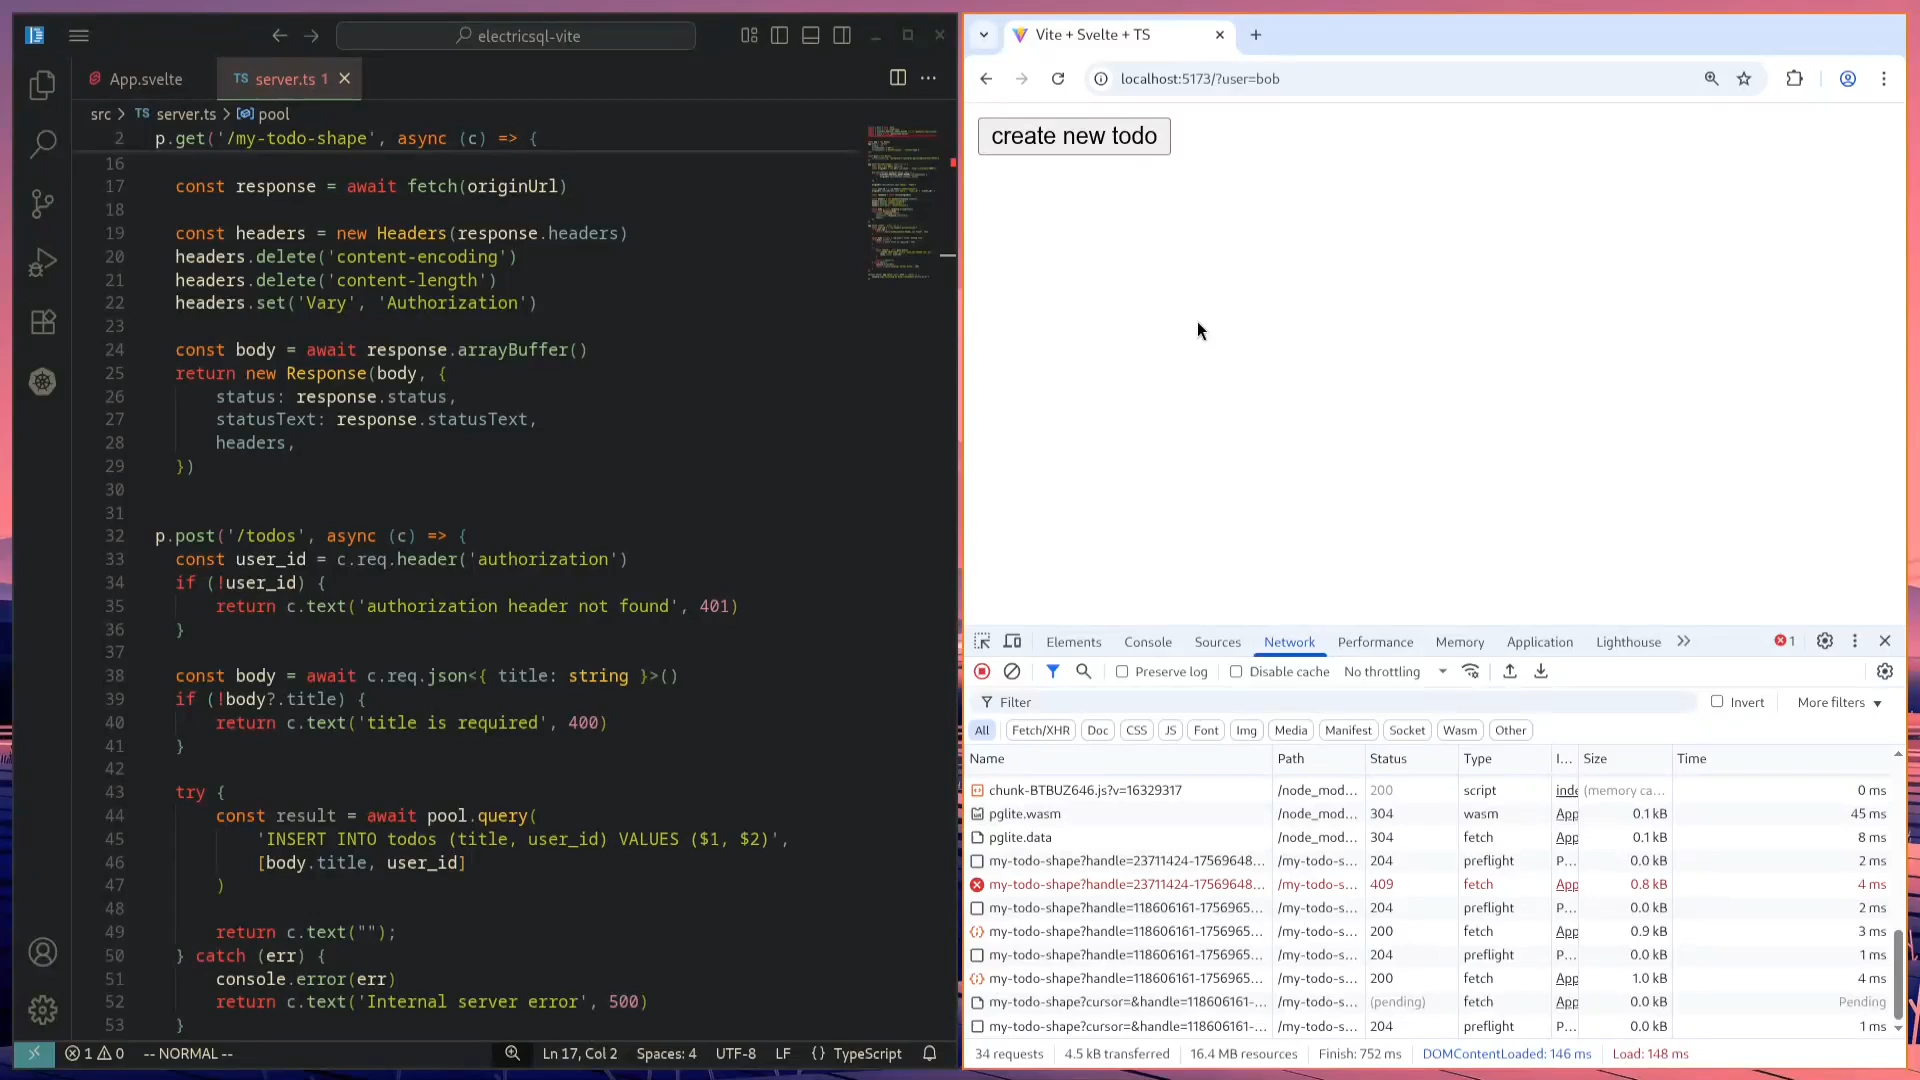 electricsql-vite
App.svelte
TS server.ts 1
src > TS server.ts > pool
2 p.get('/my-todo-shape', async (c) => {
16
17 const response = await fetch(originUrl)
18
19 const headers = new Headers(response.headers)
20 headers.delete('content-encoding')
21 headers.delete('content-length')
22 headers.set('Vary', 'Authorization')
23
24 const body = await response.arrayBuffer()
25 return new Response(body, {
26 status: response.status,
27 statusText: response.statusText,
28 headers,
29 })
30
31
32 p.post('/todos', async (c) => {
33 const user_id = c.req.header('authorization')
34 if (!user_id) {
35 return c.text('authorization header not found', 401)
36 }
37
38 const body = await c.req.json<{ title: string }>()
39 if (!body?.title) {
40 return c.text('title is required', 400)
41 }
42
43 try {
44 const result = await pool.query(
45 'INSERT INTO todos (title, user_id) VALUES ($1, $2)',
46 [body.title, user_id]
47 )
48
49 return c.text("");
50 } catch (err) {
51 console.error(err)
52 return c.text('Internal server error', 500)
53 }
1 0 -- NORMAL -- Ln 17, Col 2 Spaces: 4 UTF-8 LF {} TypeScript
Vite + Svelte + TS
localhost:5173/?user=bob
create new todo
Elements Console Sources Network Performance Memory Application Lighthouse 1
Preserve log Disable cache No throttling
Filter Invert More filters
All Fetch/XHR Doc CSS JS Font Img Media Manifest Socket Wasm Other
Name Path Status Type I... Size Time
chunk-BTBUZ646.js?v=16329317 /node_mod... 200 script inde (memory ca... 0 ms
pglite.wasm /node_mod... 304 wasm App 0.1 kB 45 ms
pglite.data /node_mod... 304 fetch App 0.1 kB 8 ms
my-todo-shape?handle=23711424-17569648... /my-todo-s... 204 preflight P... 0.0 kB 2 ms
my-todo-shape?handle=23711424-17569648... /my-todo-s... 409 fetch App 0.8 kB 4 ms
my-todo-shape?handle=118606161-1756965... /my-todo-s... 204 preflight P... 0.0 kB 2 ms
my-todo-shape?handle=118606161-1756965... /my-todo-s... 200 fetch App 0.9 kB 3 ms
my-todo-shape?handle=118606161-1756965... /my-todo-s... 204 preflight P... 0.0 kB 1 ms
my-todo-shape?handle=118606161-1756965... /my-todo-s... 200 fetch App 1.0 kB 4 ms
my-todo-shape?cursor=&handle=118606161-... /my-todo-s... (pending) fetch App 0.0 kB Pending
my-todo-shape?cursor=&handle=118606161-... /my-todo-s... 204 preflight P... 0.0 kB 1 ms
34 requests 4.5 kB transferred 16.4 MB resources Finish: 752 ms DOMContentLoaded: 146 ms Load: 148 ms